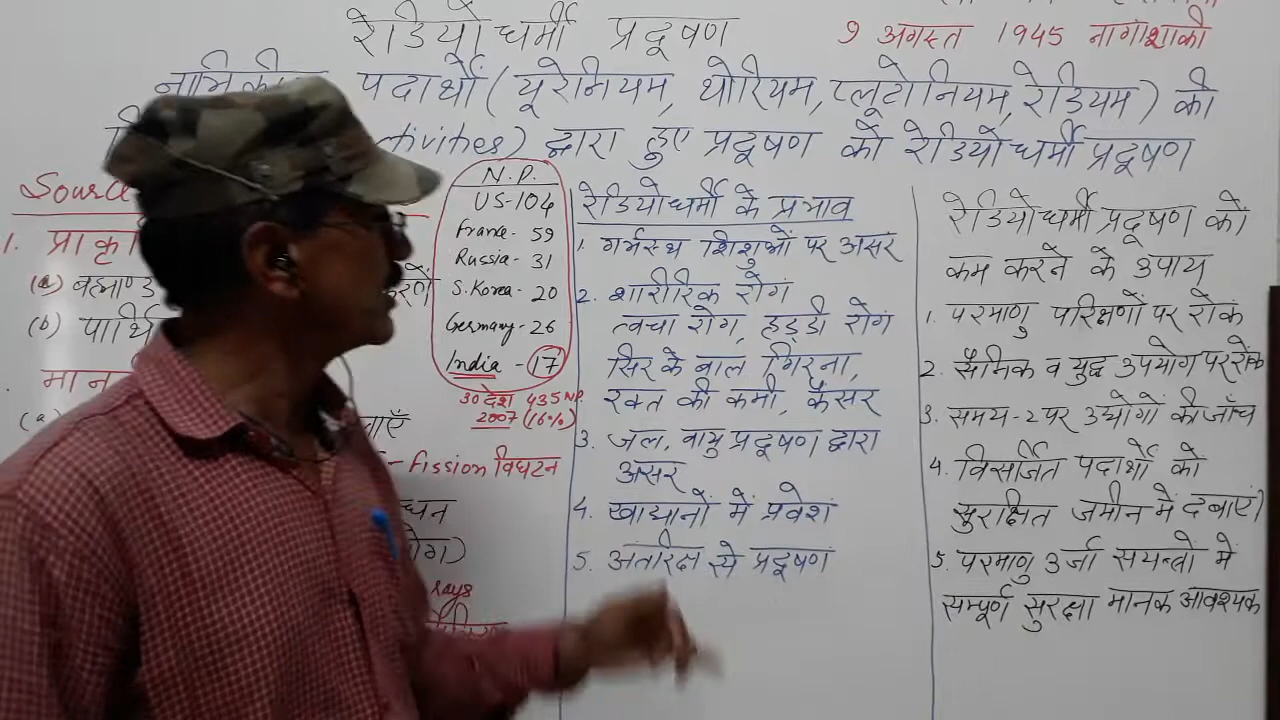 रेडियोधर्मी प्रदूषण
9 अगस्त 1945 नागाशाकी
पदार्थों (यूरेनियम, थोरियम, प्लूटोनियम, रेडियम) की
ctivities) द्वारा हुए प्रदूषण को रेडियोधर्मी प्रदूषण
Source
1. प्राकृ
(a) बह्माण्ड
(b) पार्थि
मान
(a)
N.P.
US-104
France - 59
Russia - 31
S.Korea - 20
Germany - 26
India - 17
30 देश 435 NP.
2007 (16%)
- fission विघटन
rays
रेडियोधर्मी के प्रभाव
1. गर्भस्थ शिशुओं पर असर
2. शारीरिक रोग
त्वचा रोग, हड्डी रोग
सिर के बाल गिरना,
रक्त की कमी, कैंसर
3. जल, वायु प्रदूषण द्वारा
असर
4. खाद्यानों में प्रवेश
5. अंतरिक्ष से प्रदूषण
रेडियोधर्मी प्रदूषण को
कम करने के उपाय
1. परमाणु परिक्षणों पर रोक
2. सैनिक व युद्ध उपयोग पर रोक
3. समय-2 पर उद्योगों की जाँच
4. विसर्जित पदार्थों को
सुरक्षित जमीन में दबाएं
5. परमाणु उर्जा सयन्त्रों में
सम्पूर्ण सुरक्षा मानक आवश्यक